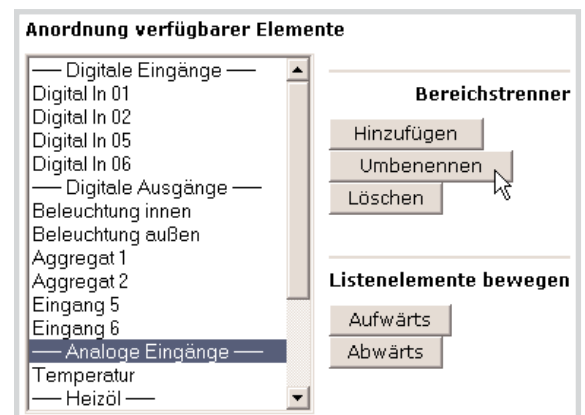 Anordnung verfügbarer Elemente
── Digitale Eingänge ──
Digital In 01
Digital In 02
Digital In 05
Digital In 06
── Digitale Ausgänge ──
Beleuchtung innen
Beleuchtung außen
Aggregat 1
Aggregat 2
Eingang 5
Eingang 6
── Analoge Eingänge ──
Temperatur
── Heizöl ──
Bereichstrenner
Hinzufügen
Umbenennen
Löschen
Listenelemente bewegen
Aufwärts
Abwärts